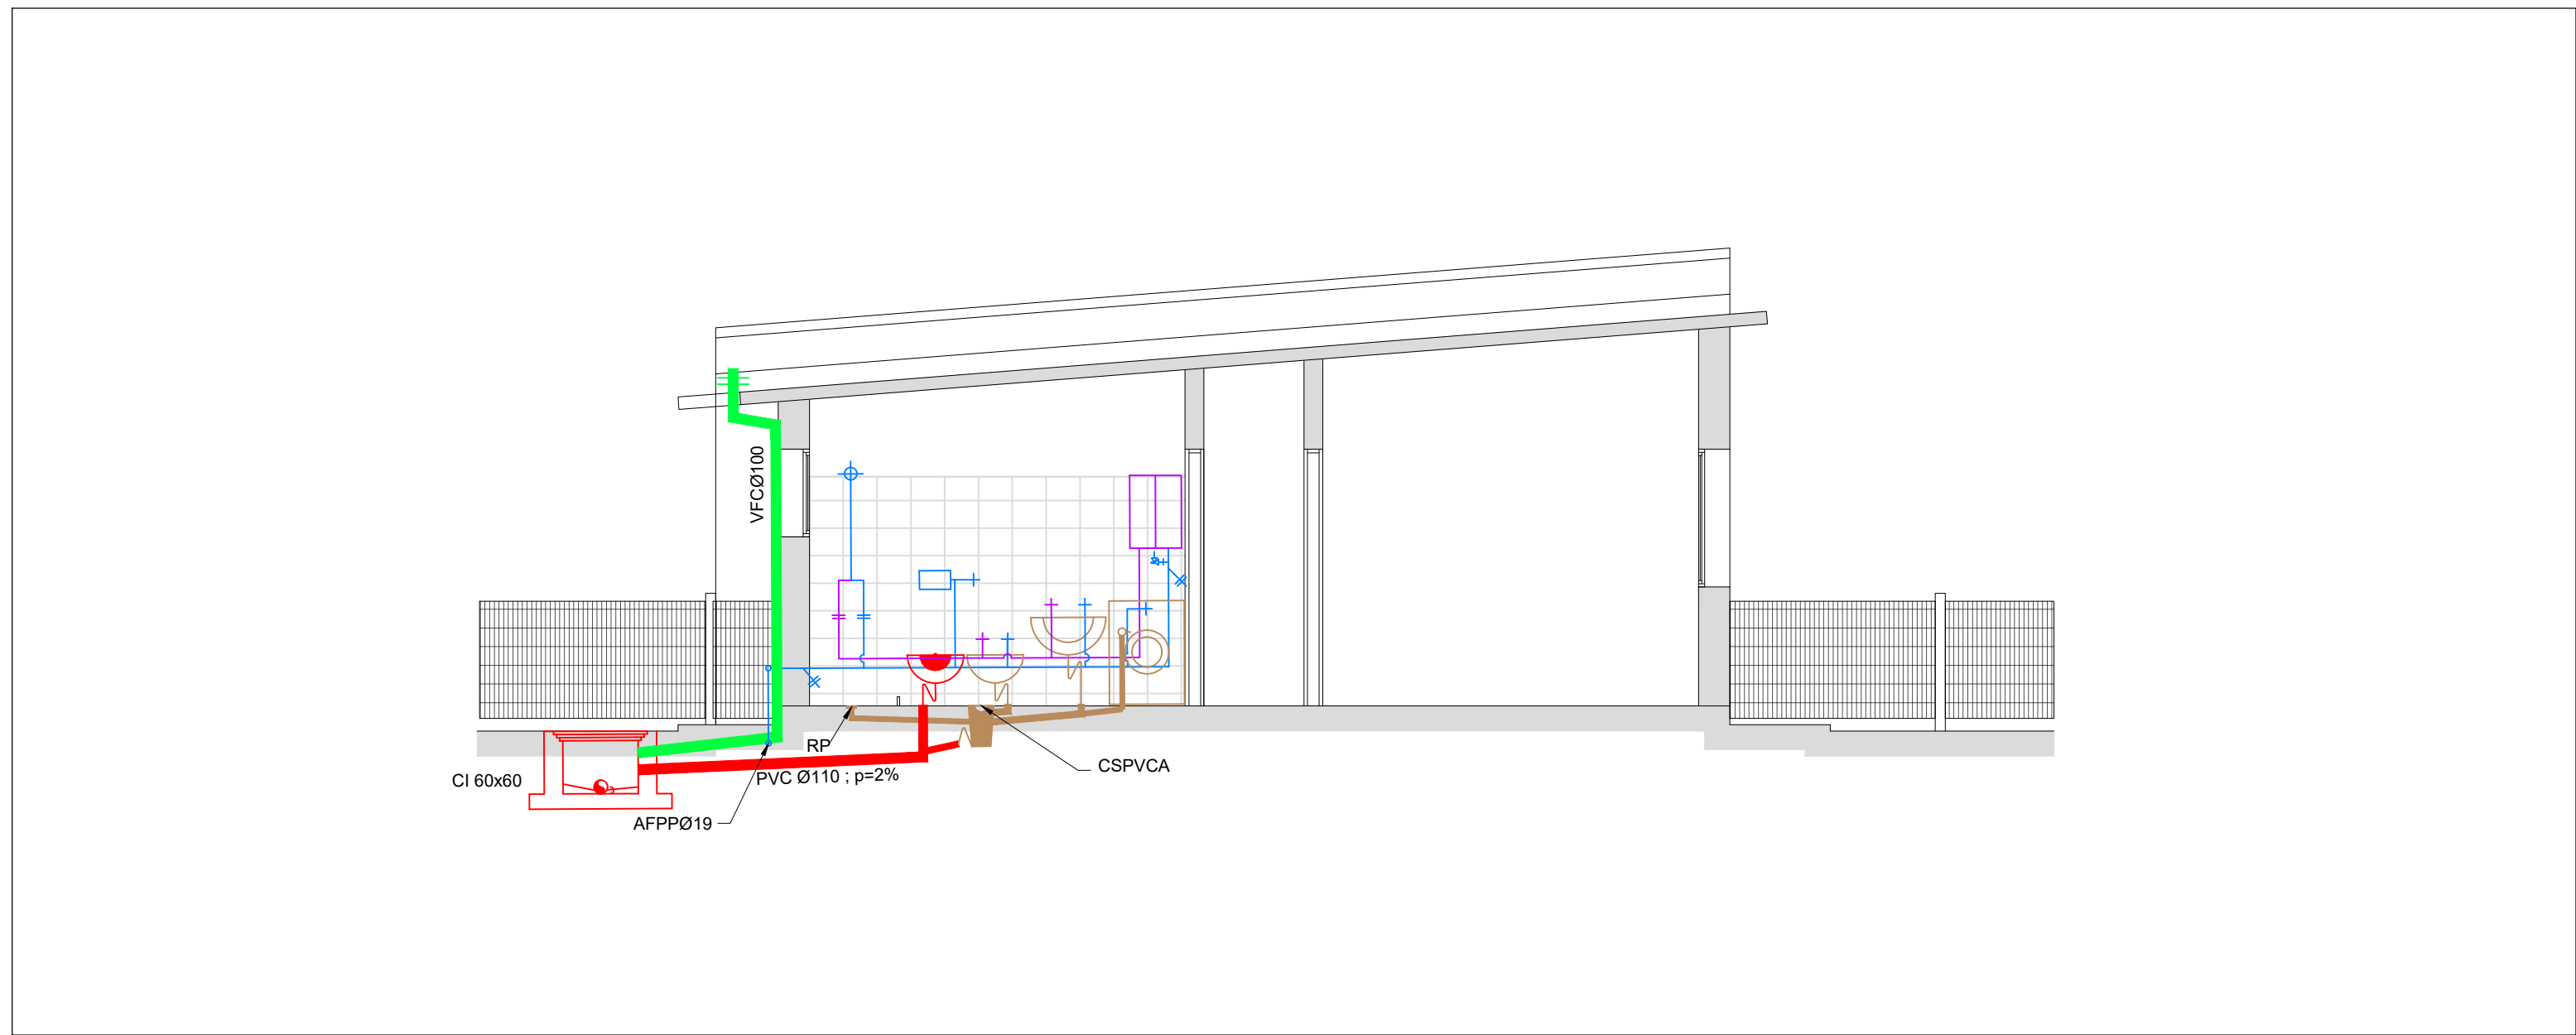 VFCØ100
RP
CSPVCA
PVC Ø110 ; p=2%
CI 60x60
AFPPØ19